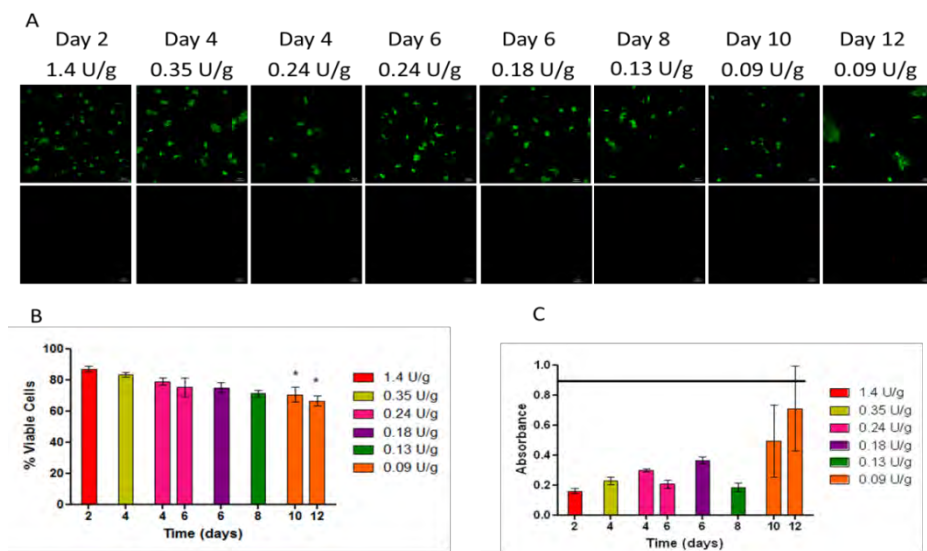 A
Day 2 Day 4 Day 4 Day 6 Day 6 Day 8 Day 10 Day 12
1.4 U/g 0.35 U/g 0.24 U/g 0.24 U/g 0.18 U/g 0.13 U/g 0.09 U/g 0.09 U/g
B
100
80
60
40
20
0
% Viable Cells
* *
2 4 4 6 6 8 10 12
Time (days)
1.4 U/g
0.35 U/g
0.24 U/g
0.18 U/g
0.13 U/g
0.09 U/g
C
1.0
0.8
0.6
0.4
0.2
0.0
Absorbance
2 4 4 6 6 8 10 12
Time (days)
1.4 U/g
0.35 U/g
0.24 U/g
0.18 U/g
0.13 U/g
0.09 U/g